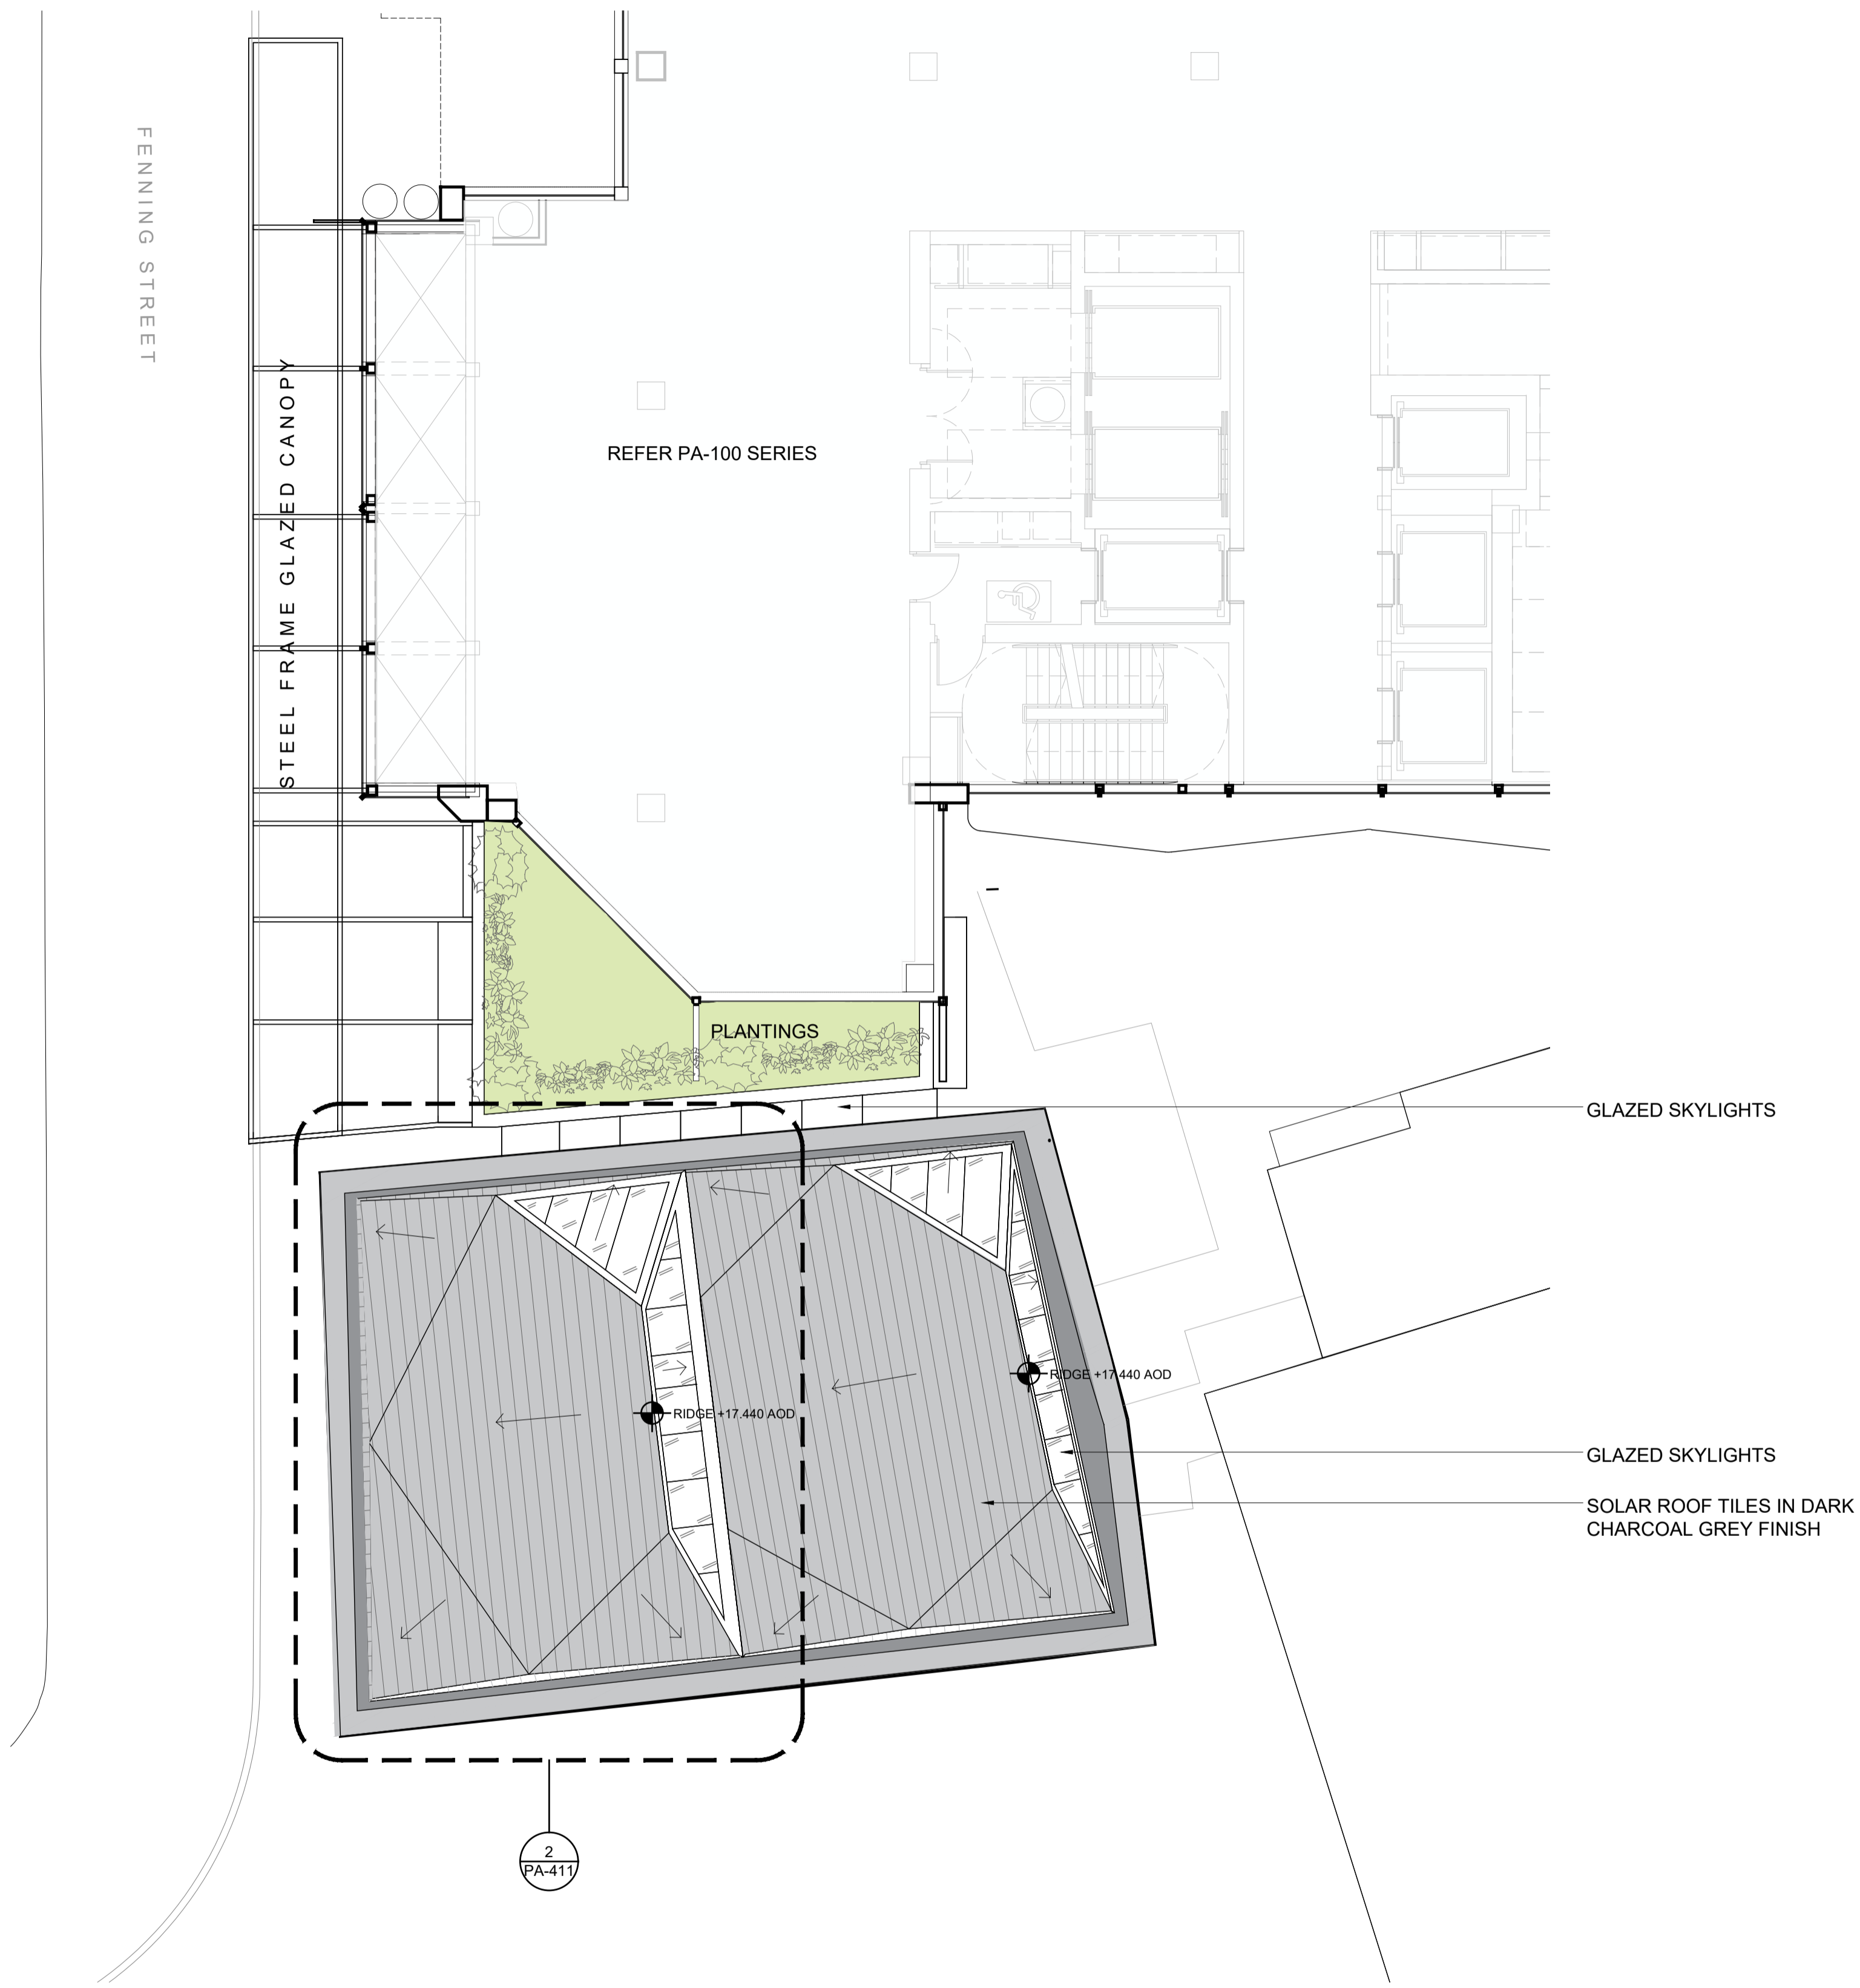 FENNING STREET
STEEL FRAME GLAZED CANOPY
REFER PA-100 SERIES
PLANTINGS
GLAZED SKYLIGHTS
RIDGE +17.440 AOD
RIDGE +17.440 AOD
GLAZED SKYLIGHTS
SOLAR ROOF TILES IN DARK
CHARCOAL GREY FINISH
2
PA-411